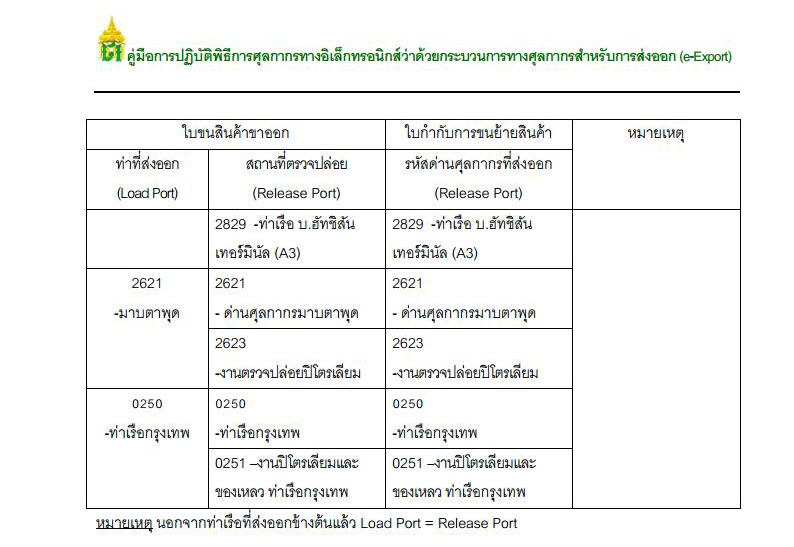 คู่มือการปฏิบัติพิธีการศุลกากรทางอิเล็กทรอนิกส์ว่าด้วยกระบวนการทางศุลกากรสำหรับการส่งออก (e-Export)
ใบขนสินค้าขาออก ใบกำกับการขนย้ายสินค้า หมายเหตุ
ท่าที่ส่งออก สถานที่ตรวจปล่อย รหัสด่านศุลกากรที่ส่งออก
(Load Port) (Release Port) (Release Port)
2829 -ท่าเรือ บ.ฮัทชิสัน 2829 -ท่าเรือ บ.ฮัทชิสัน
เทอร์มินัล (A3) เทอร์มินัล (A3)
2621 2621 2621
-มาบตาพุด - ด่านศุลกากรมาบตาพุด - ด่านศุลกากรมาบตาพุด
2623 2623
-งานตรวจปล่อยปิโตรเลียม -งานตรวจปล่อยปิโตรเลียม
0250 0250 0250
-ท่าเรือกรุงเทพ -ท่าเรือกรุงเทพ -ท่าเรือกรุงเทพ
0251 –งานปิโตรเลียมและ 0251 –งานปิโตรเลียมและ
ของเหลว ท่าเรือกรุงเทพ ของเหลว ท่าเรือกรุงเทพ
หมายเหตุ นอกจากท่าเรือที่ส่งออกข้างต้นแล้ว Load Port = Release Port